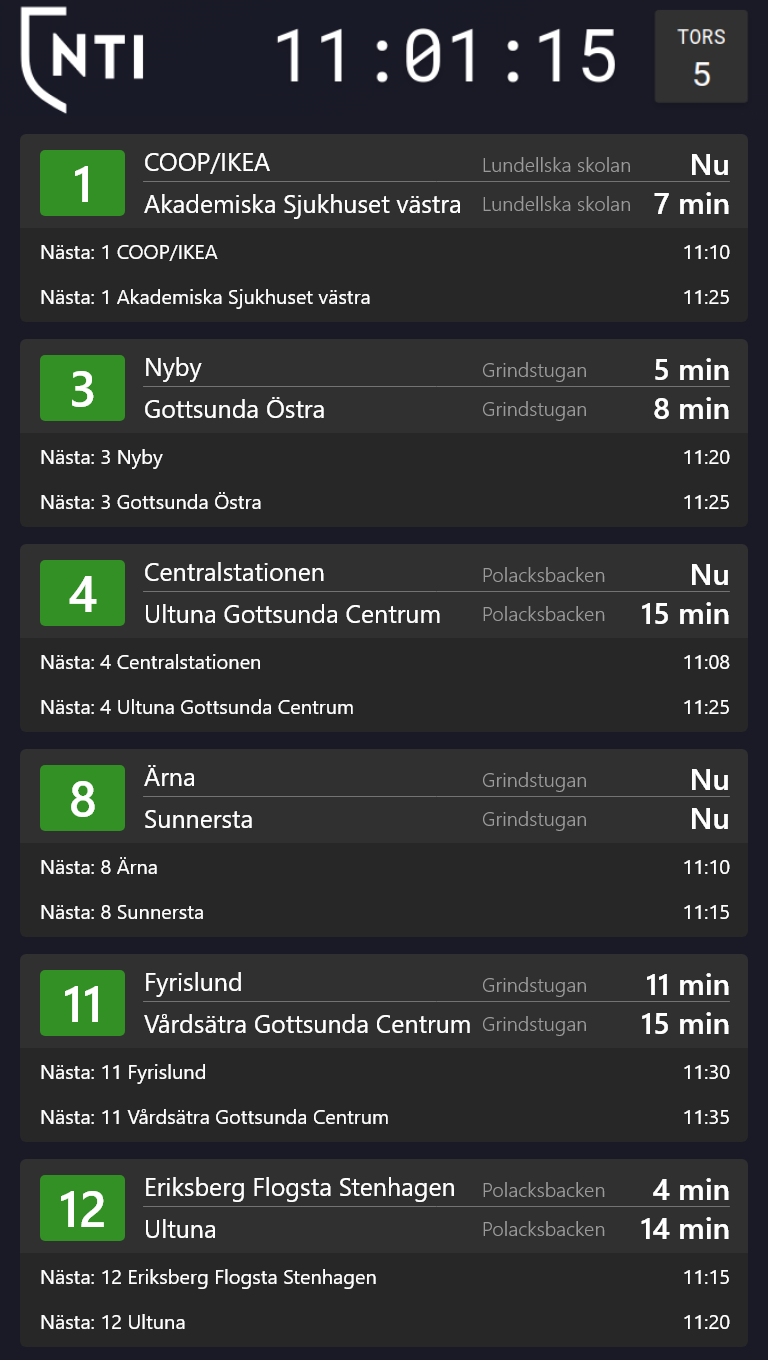 NTI 11:01:15 TORS
5
1 COOP/IKEA Lundellska skolan Nu
Akademiska Sjukhuset västra Lundellska skolan 7 min
Nästa: 1 COOP/IKEA 11:10
Nästa: 1 Akademiska Sjukhuset västra 11:25
3 Nyby Grindstugan 5 min
Gottsunda Östra Grindstugan 8 min
Nästa: 3 Nyby 11:20
Nästa: 3 Gottsunda Östra 11:25
4 Centralstationen Polacksbacken Nu
Ultuna Gottsunda Centrum Polacksbacken 15 min
Nästa: 4 Centralstationen 11:08
Nästa: 4 Ultuna Gottsunda Centrum 11:25
8 Ärna Grindstugan Nu
Sunnersta Grindstugan Nu
Nästa: 8 Ärna 11:10
Nästa: 8 Sunnersta 11:15
11 Fyrislund Grindstugan 11 min
Vårdsätra Gottsunda Centrum Grindstugan 15 min
Nästa: 11 Fyrislund 11:30
Nästa: 11 Vårdsätra Gottsunda Centrum 11:35
12 Eriksberg Flogsta Stenhagen Polacksbacken 4 min
Ultuna Polacksbacken 14 min
Nästa: 12 Eriksberg Flogsta Stenhagen 11:15
Nästa: 12 Ultuna 11:20